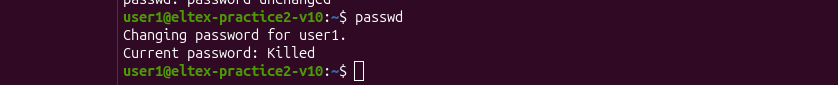 passwd: password unchanged
user1@eltex-practice2-v10:~$ passwd
Changing password for user1.
Current password: Killed
user1@eltex-practice2-v10:~$